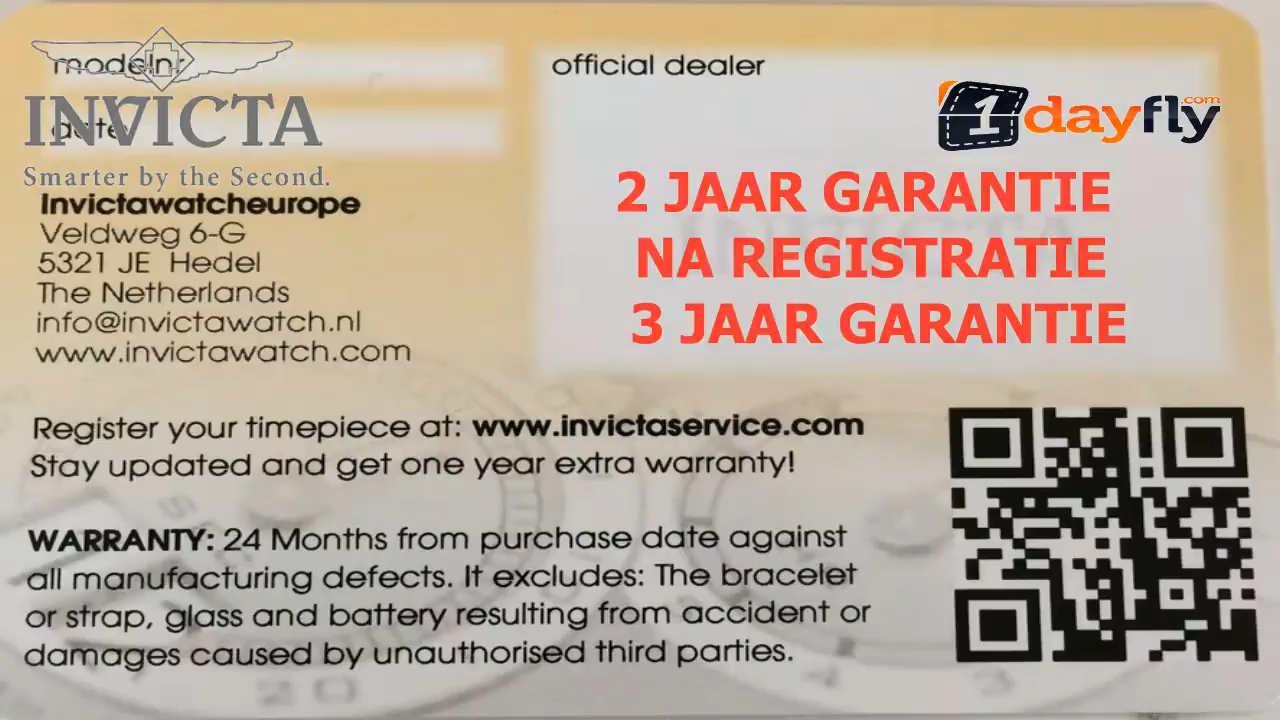 modelnr
official dealer
1dayfly.com
INVICTA
date
Smarter by the Second.
2 JAAR GARANTIE
NA REGISTRATIE
3 JAAR GARANTIE
Invictawatcheurope
Veldweg 6-G
5321 JE Hedel
The Netherlands
info@invictawatch.nl
www.invictawatch.com
Register your timepiece at: www.invictaservice.com
Stay updated and get one year extra warranty!
WARRANTY: 24 Months from purchase date against
all manufacturing defects. It excludes: The bracelet
or strap, glass and battery resulting from accident or
damages caused by unauthorised third parties.
20
4
3